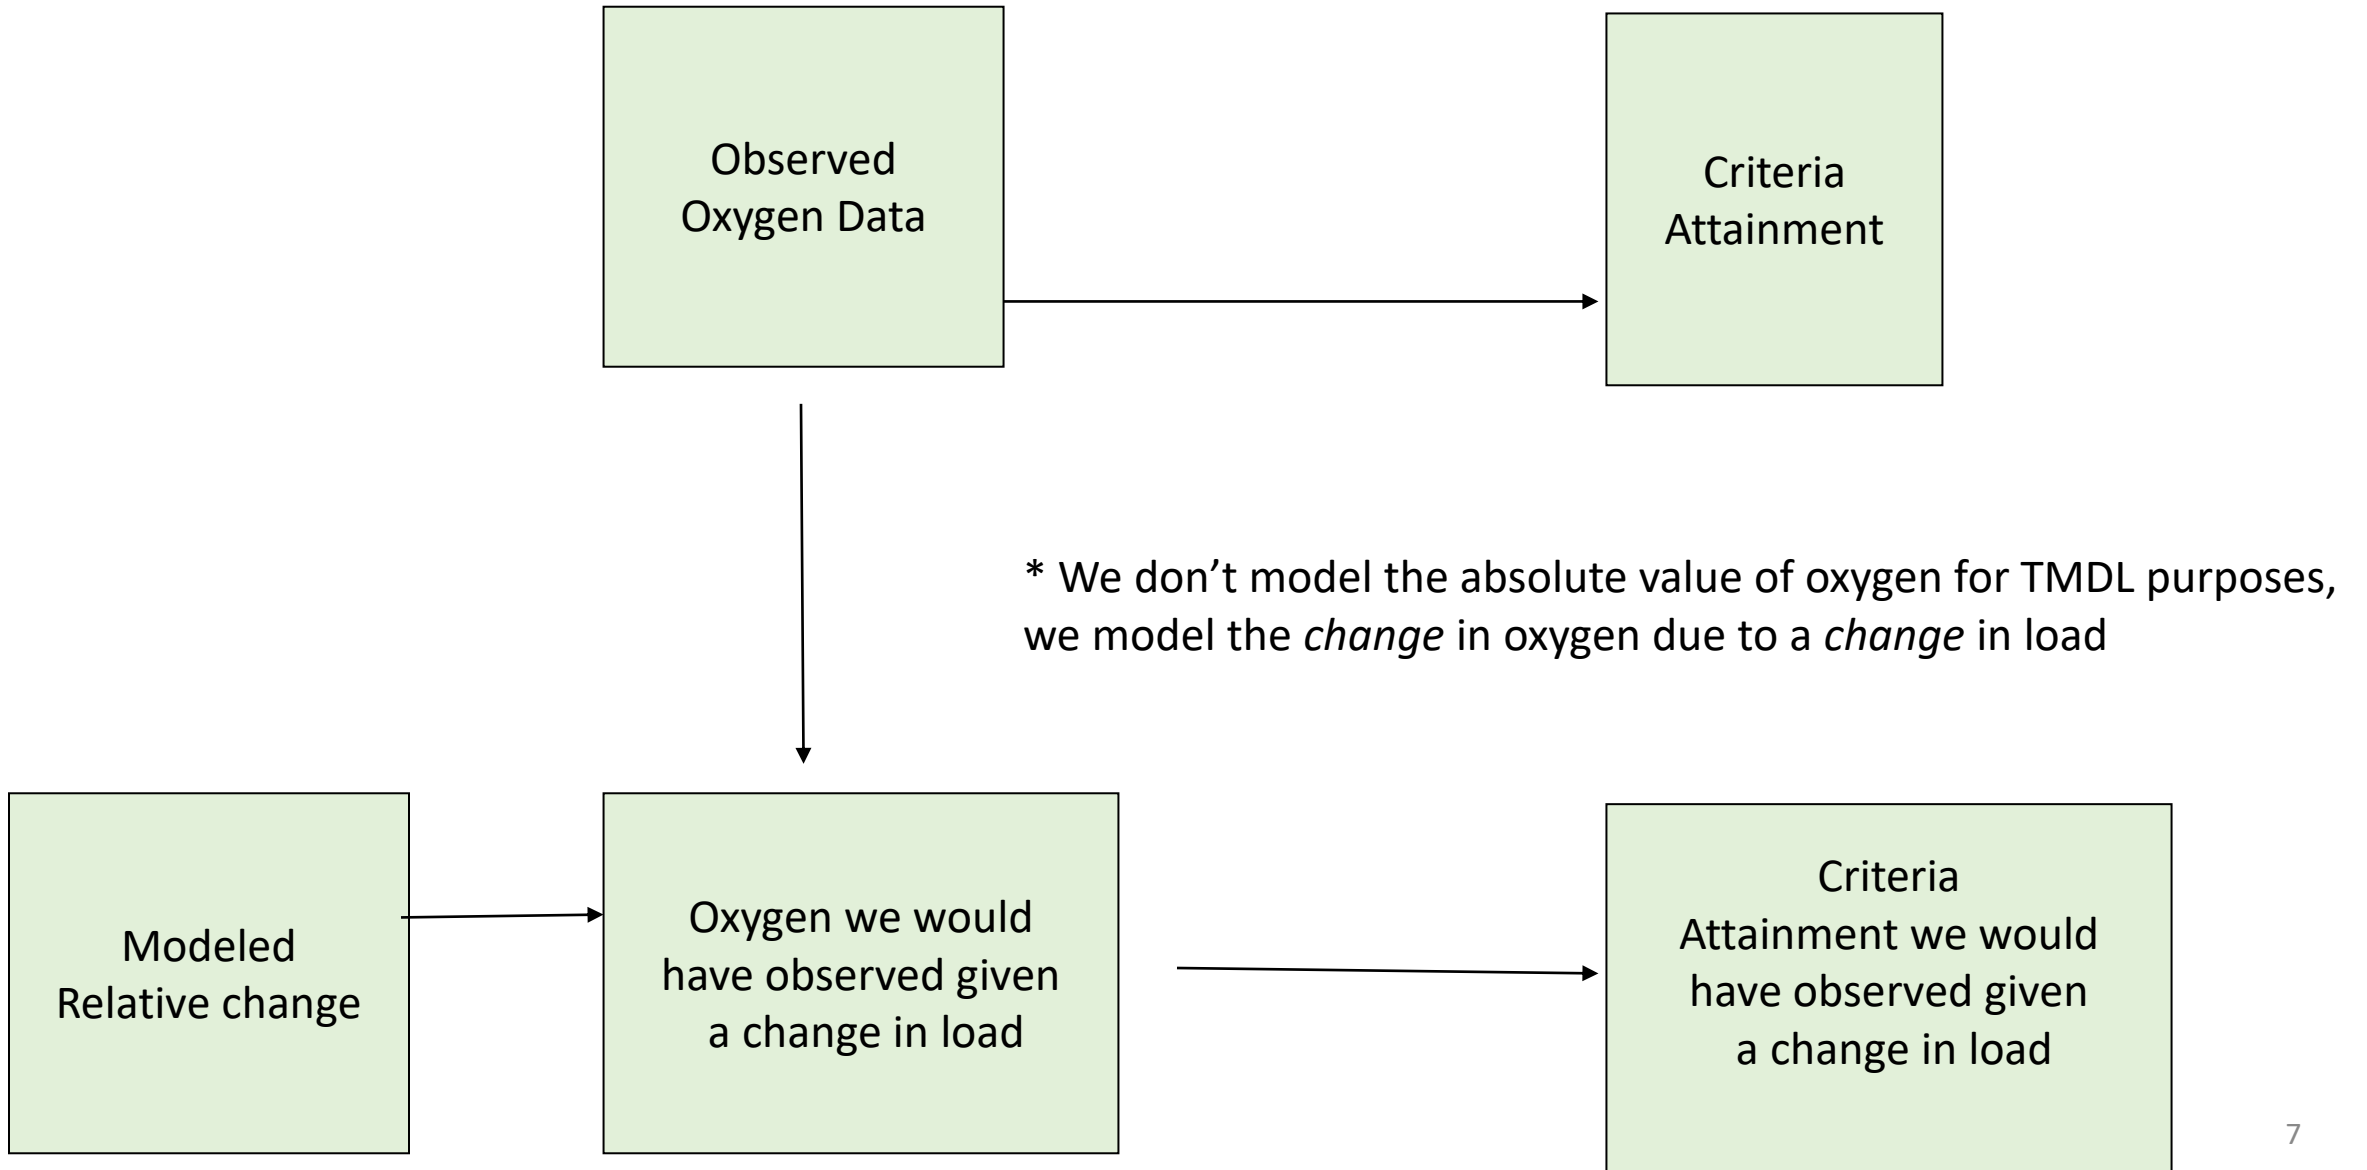 Observed
Oxygen Data
Criteria
Attainment
* We don’t model the absolute value of oxygen for TMDL purposes,
we model the change in oxygen due to a change in load
Modeled
Relative change
Oxygen we would
have observed given
a change in load
Criteria
Attainment we would
have observed given
a change in load
7